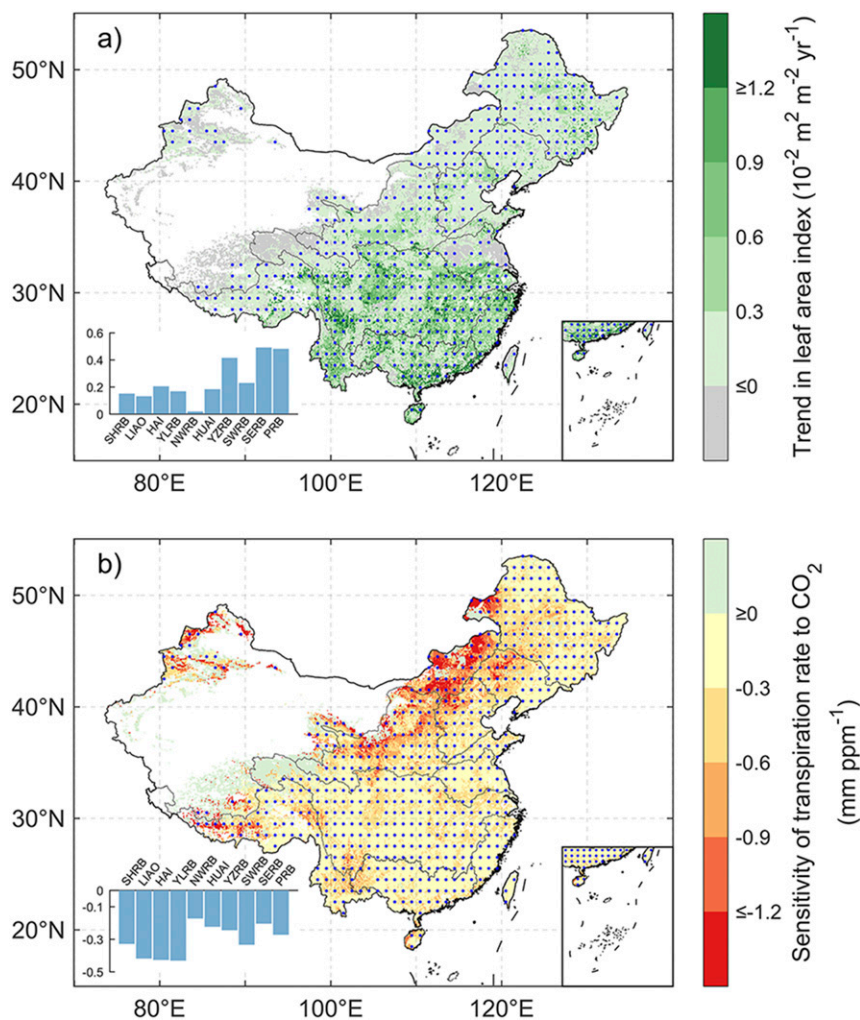 a)
50°N
40°N
30°N
20°N
80°E
100°E
120°E
0.6
0.4
0.2
0
SHRB
LIAO
HAI
YLRB
NWRB
HUAI
YZRB
SWRB
SERB
PRB
≥1.2
0.9
0.6
0.3
≤0
Trend in leaf area index (10⁻² m² m⁻² yr⁻¹)
b)
50°N
40°N
30°N
20°N
80°E
100°E
120°E
SHRB
LIAO
HAI
YLRB
NWRB
HUAI
YZRB
SWRB
SERB
PRB
0
-0.1
-0.3
-0.5
≥0
-0.3
-0.6
-0.9
≤-1.2
Sensitivity of transpiration rate to CO₂
(mm ppm⁻¹)